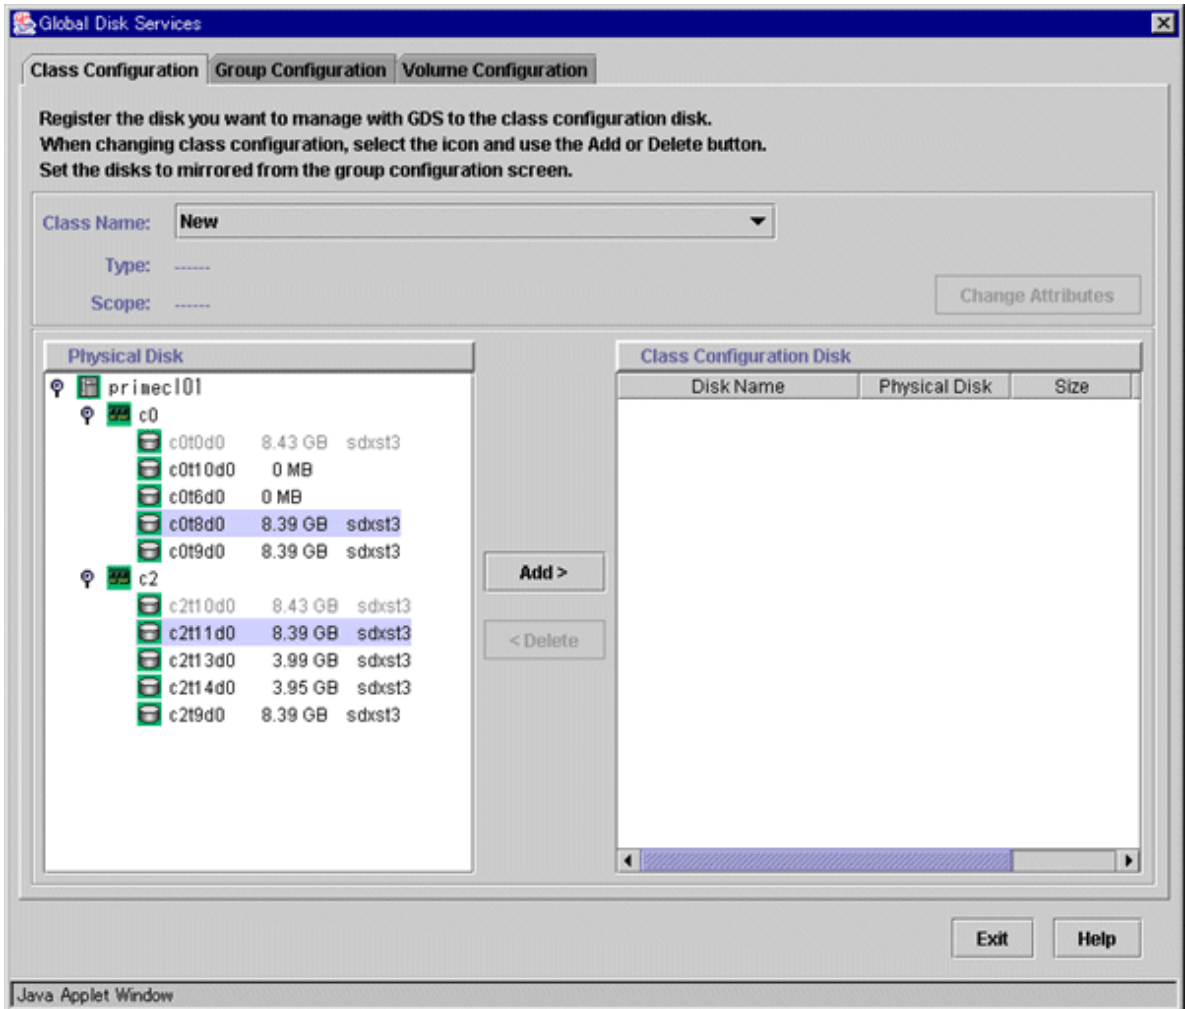 Global Disk Services
Class Configuration Group Configuration Volume Configuration
Register the disk you want to manage with GDS to the class configuration disk.
When changing class configuration, select the icon and use the Add or Delete button.
Set the disks to mirrored from the group configuration screen.
Class Name: New
Type: ------
Scope: ------
Change Attributes
Physical Disk
primecl01
c0
c0t0d0 8.43 GB sdxst3
c0t10d0 0 MB
c0t6d0 0 MB
c0t8d0 8.39 GB sdxst3
c0t9d0 8.39 GB sdxst3
c2
c2t10d0 8.43 GB sdxst3
c2t11d0 8.39 GB sdxst3
c2t13d0 3.99 GB sdxst3
c2t14d0 3.95 GB sdxst3
c2t9d0 8.39 GB sdxst3
Add >
< Delete
Class Configuration Disk
Disk Name Physical Disk Size
Exit Help
Java Applet Window